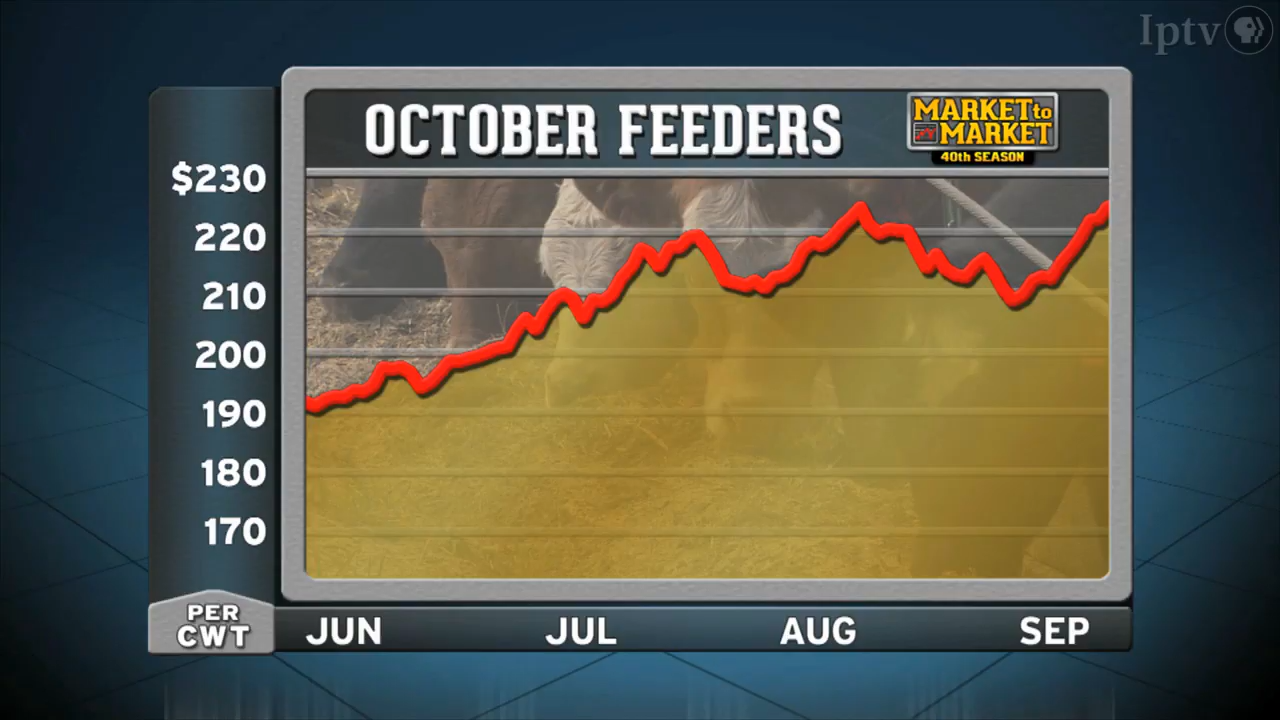 Iptv
OCTOBER FEEDERS
MARKET to
MARKET
40th SEASON
$230
220
210
200
190
180
170
PER
CWT
JUN JUL AUG SEP